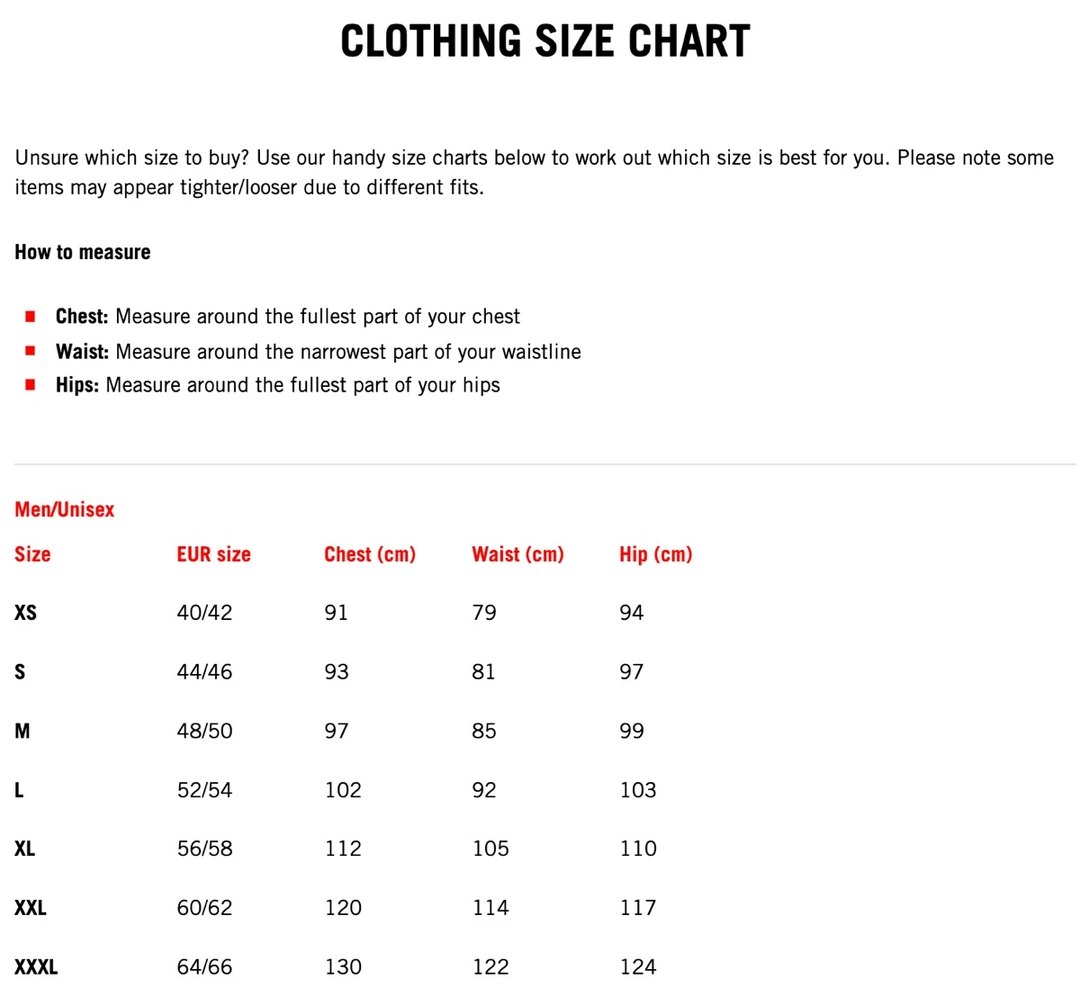 CLOTHING SIZE CHART
Unsure which size to buy? Use our handy size charts below to work out which size is best for you. Please note some
items may appear tighter/looser due to different fits.
How to measure
Chest: Measure around the fullest part of your chest
Waist: Measure around the narrowest part of your waistline
Hips: Measure around the fullest part of your hips
Men/Unisex
Size EUR size Chest (cm) Waist (cm) Hip (cm)
XS 40/42 91 79 94
S 44/46 93 81 97
M 48/50 97 85 99
L 52/54 102 92 103
XL 56/58 112 105 110
XXL 60/62 120 114 117
XXXL 64/66 130 122 124